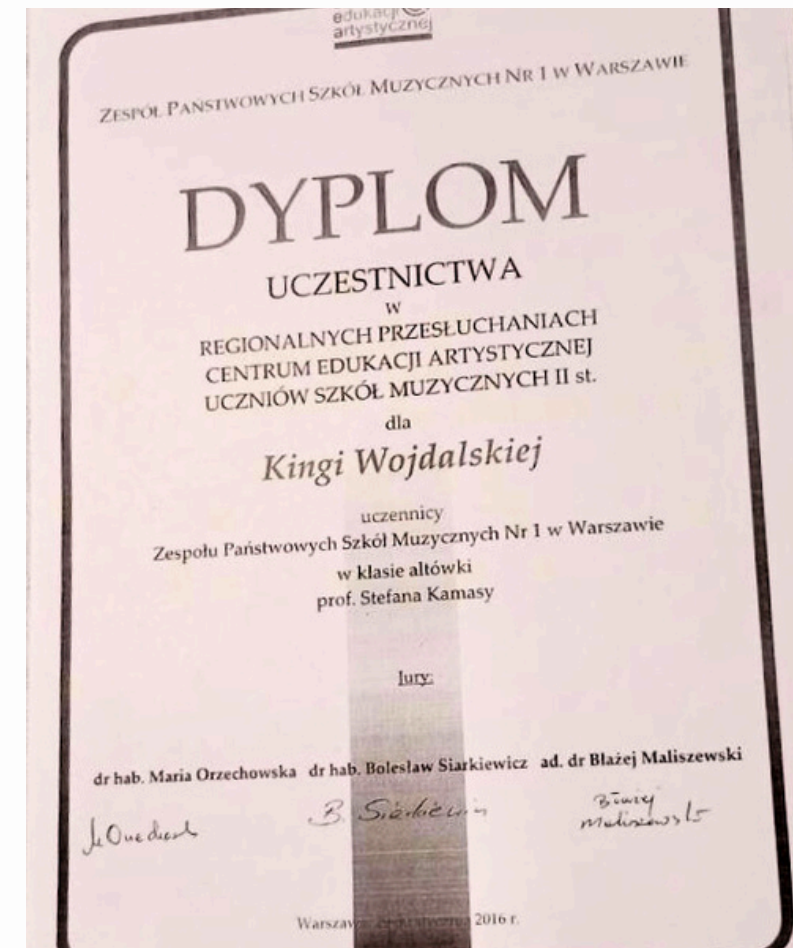 edukacji
artystycznej
ZESPÓŁ PAŃSTWOWYCH SZKÓŁ MUZYCZNYCH NR 1 W WARSZAWIE
DYPLOM
UCZESTNICTWA
W
REGIONALNYCH PRZESŁUCHANIACH
CENTRUM EDUKACJI ARTYSTYCZNEJ
UCZNIÓW SZKÓŁ MUZYCZNYCH II st.
dla
Kingi Wojdalskiej
uczennicy
Zespołu Państwowych Szkół Muzycznych Nr 1 w Warszawie
w klasie altówki
prof. Stefana Kamasy
Jury:
dr hab. Maria Orzechowska dr hab. Bolesław Siarkiewicz ad. dr Błażej Maliszewski
B. Siarkiewicz Błażej
Maliszewski
2016 r.